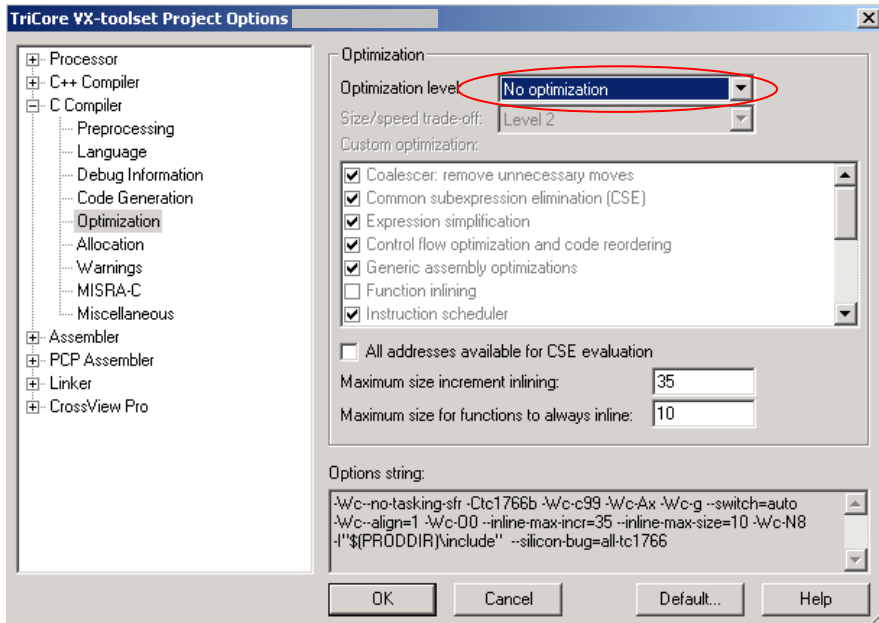 TriCore VX-toolset Project Options
Processor
C++ Compiler
C Compiler
Preprocessing
Language
Debug Information
Code Generation
Optimization
Allocation
Warnings
MISRA-C
Miscellaneous
Assembler
PCP Assembler
Linker
CrossView Pro
Optimization
Optimization level: No optimization
Size/speed trade-off: Level 2
Custom optimization:
Coalescer: remove unnecessary moves
Common subexpression elimination (CSE)
Expression simplification
Control flow optimization and code reordering
Generic assembly optimizations
Function inlining
Instruction scheduler
All addresses available for CSE evaluation
Maximum size increment inlining: 35
Maximum size for functions to always inline: 10
Options string:
-Wc--no-tasking-sfr -Ctc1766b -Wc-c99 -Wc-Ax -Wc-g --switch=auto
-Wc--align=1 -Wc-O0 --inline-max-incr=35 --inline-max-size=10 -Wc-N8
-I"$(PRODDIR)\include" --silicon-bug=all-tc1766
OK Cancel Default... Help